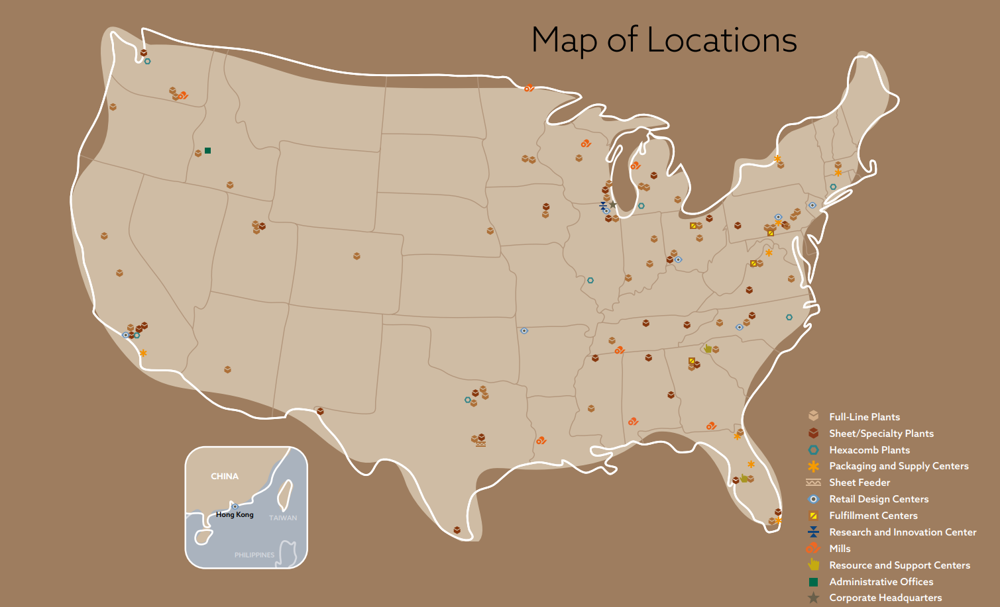 Map of Locations
Full-Line Plants
Sheet/Specialty Plants
Hexacomb Plants
Packaging and Supply Centers
Sheet Feeder
Retail Design Centers
Fulfillment Centers
Research and Innovation Center
Mills
Resource and Support Centers
Administrative Offices
Corporate Headquarters
CHINA
Hong Kong
TAIWAN
PHILIPPINES